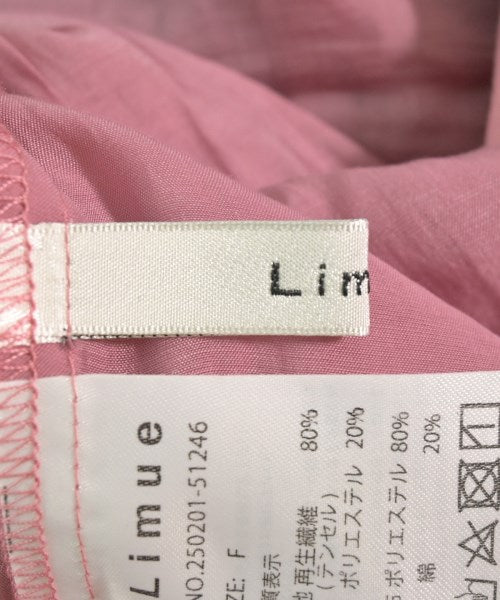 Lim
Limue
NO.250201-51246
SIZE: F
質表示
地 再生繊維 80%
(テンセル)
ポリエステル 20%
ポリエステル 80%
綿 20%